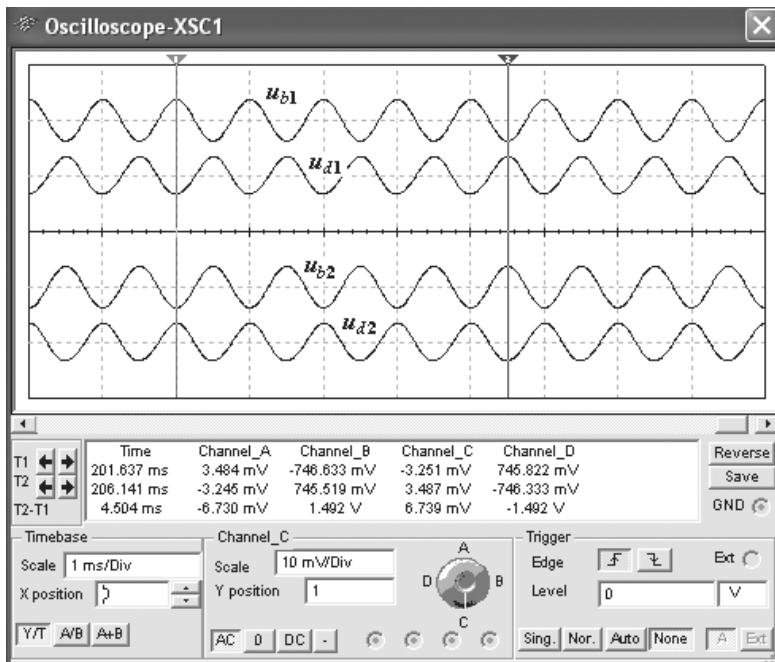 Oscilloscope-XSC1
1
2
u_b1
u_d1
u_b2
u_d2
Time Channel_A Channel_B Channel_C Channel_D
T1 201.637 ms 3.484 mV -746.633 mV -3.251 mV 745.822 mV
T2 206.141 ms -3.245 mV 745.519 mV 3.487 mV -746.333 mV
T2-T1 4.504 ms -6.730 mV 1.492 V 6.739 mV -1.492 V
Reverse
Save
GND
Timebase
Scale 1 ms/Div
X position
Y/T A/B A+B
Channel_C
Scale 10 mV/Div
Y position 1
AC 0 DC -
A
D B
C
Trigger
Edge Ext
Level 0 V
Sing. Nor. Auto None A Ext